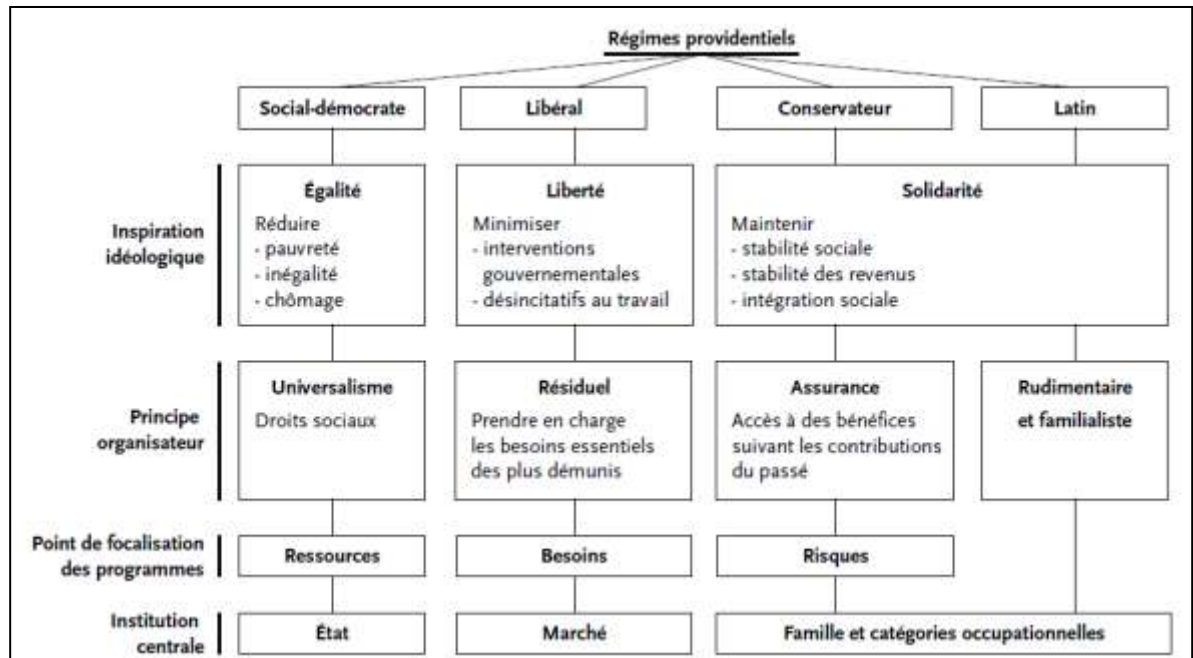 Régimes providentiels
Social-démocrate
Libéral
Conservateur
Latin
Inspiration
idéologique
Égalité
Réduire
- pauvreté
- inégalité
- chômage
Liberté
Minimiser
- interventions
gouvernementales
- désincitatifs au travail
Solidarité
Maintenir
- stabilité sociale
- stabilité des revenus
- intégration sociale
Principe
organisateur
Universalisme
Droits sociaux
Résiduel
Prendre en charge
les besoins essentiels
des plus démunis
Assurance
Accès à des bénéfices
suivant les contributions
du passé
Rudimentaire
et familialiste
Point de focalisation
des programmes
Ressources
Besoins
Risques
Institution
centrale
État
Marché
Famille et catégories occupationnelles